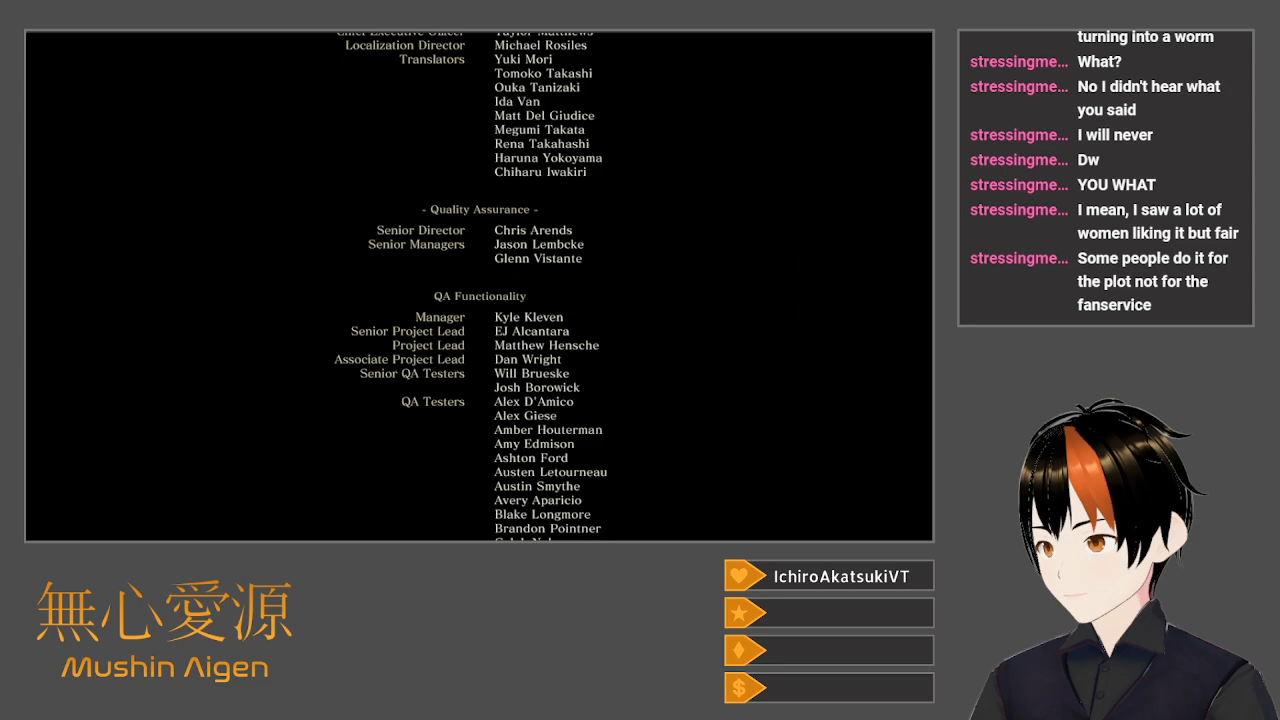 Chief Executive Officer Taylor Matthews
Localization Director Michael Rosiles
Translators Yuki Mori
Tomoko Takashi
Ouka Tanizaki
Ida Van
Matt Del Giudice
Megumi Takata
Rena Takahashi
Haruna Yokoyama
Chiharu Iwakiri
- Quality Assurance -
Senior Director Chris Arends
Senior Managers Jason Lembcke
Glenn Vistante
QA Functionality
Manager Kyle Kleven
Senior Project Lead EJ Alcantara
Project Lead Matthew Hensche
Associate Project Lead Dan Wright
Senior QA Testers Will Brueske
Josh Borowick
QA Testers Alex D'Amico
Alex Giese
Amber Houterman
Amy Edmison
Ashton Ford
Austen Letourneau
Austin Smythe
Avery Aparicio
Blake Longmore
Brandon Pointner
turning into a worm
stressingme... What?
stressingme... No I didn't hear what
you said
stressingme... I will never
stressingme... Dw
stressingme... YOU WHAT
stressingme... I mean, I saw a lot of
women liking it but fair
stressingme... Some people do it for
the plot not for the
fanservice
無心愛源
Mushin Aigen
IchiroAkatsukiVT
$